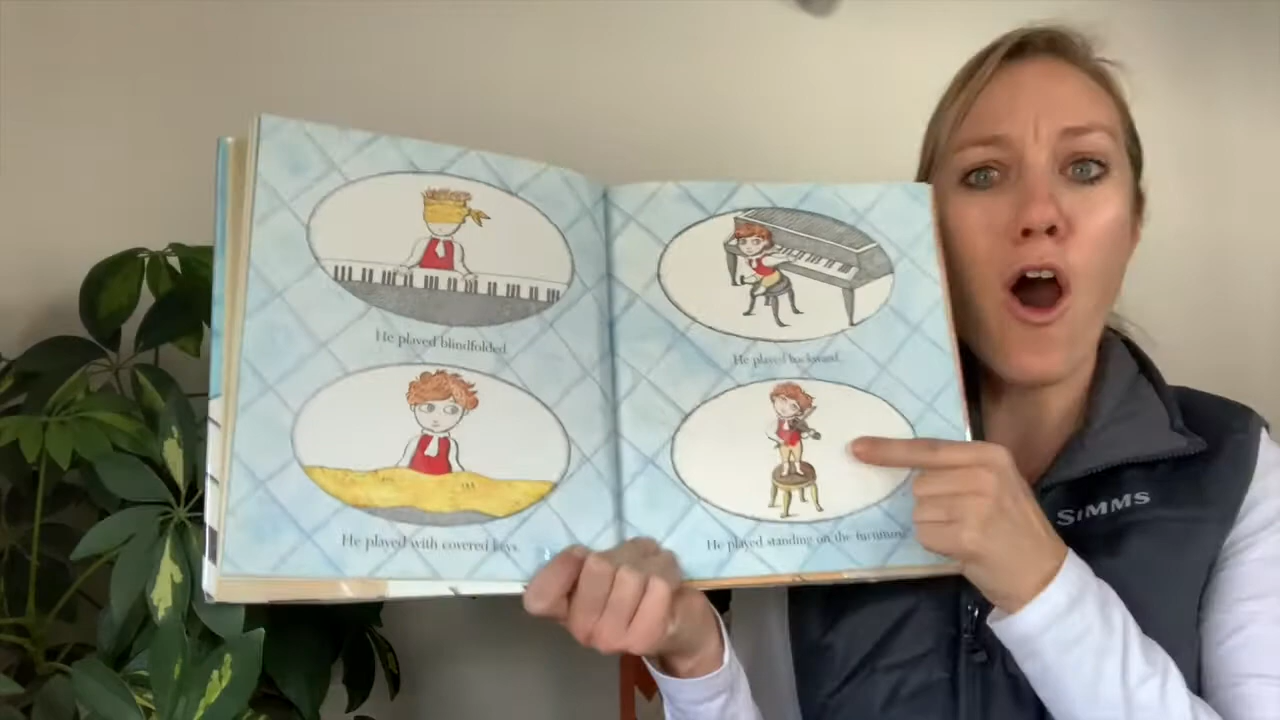 He played blindfolded.
He played with covered keys.
He played backward.
He played standing on the furniture.
SIMMS